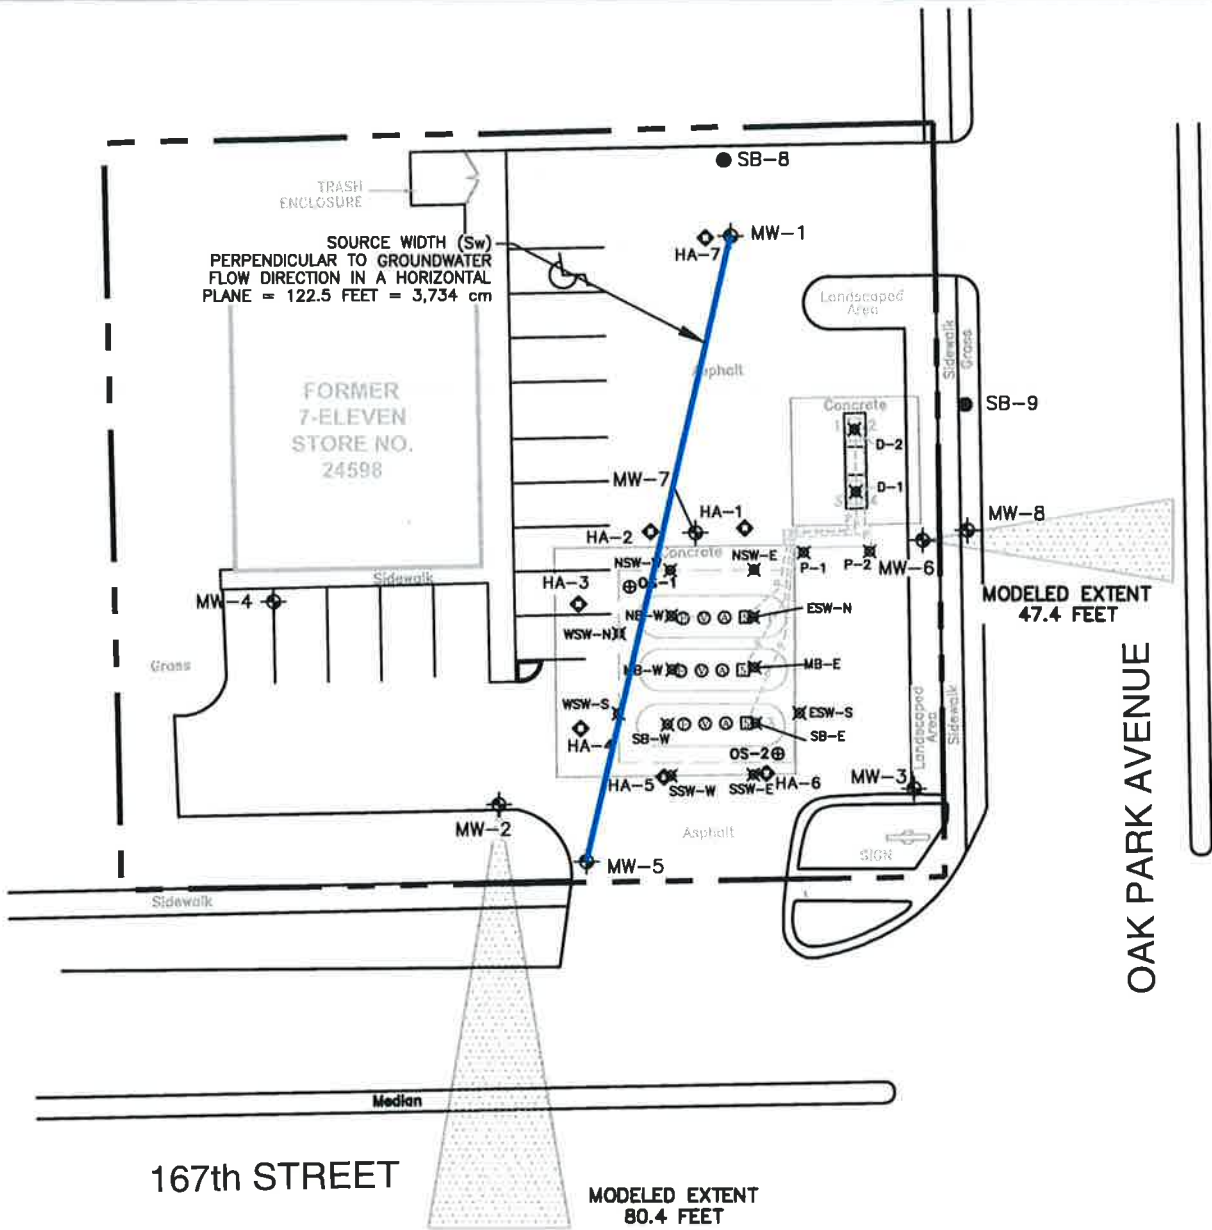 SB-8
TRASH
ENCLOSURE
MW-1
HA-7
SOURCE WIDTH (Sw)
PERPENDICULAR TO GROUNDWATER
FLOW DIRECTION IN A HORIZONTAL
PLANE = 122.5 FEET = 3,734 cm
Landscaped
Area
Sidewalk
Grass
Asphalt
FORMER
7-ELEVEN
STORE NO.
24598
Concrete
SB-9
D-2
D-1
MW-7
HA-1
HA-2
MW-8
Concrete
NSW-W
NSW-E
P-1
P-2
MW-6
Sidewalk
HA-3
OS-1
MODELED EXTENT
47.4 FEET
MW-4
NB-W
ESW-N
WSW-N
Grass
NB-W
MB-E
WSW-S
ESW-S
HA-4
SB-W
SB-E
OS-2
Landscaped
Area
Sidewalk
HA-5
SSW-W
SSW-E
HA-6
MW-3
MW-2
Asphalt
SIGN
MW-5
Sidewalk
OAK PARK AVENUE
Median
167th STREET
MODELED EXTENT
80.4 FEET